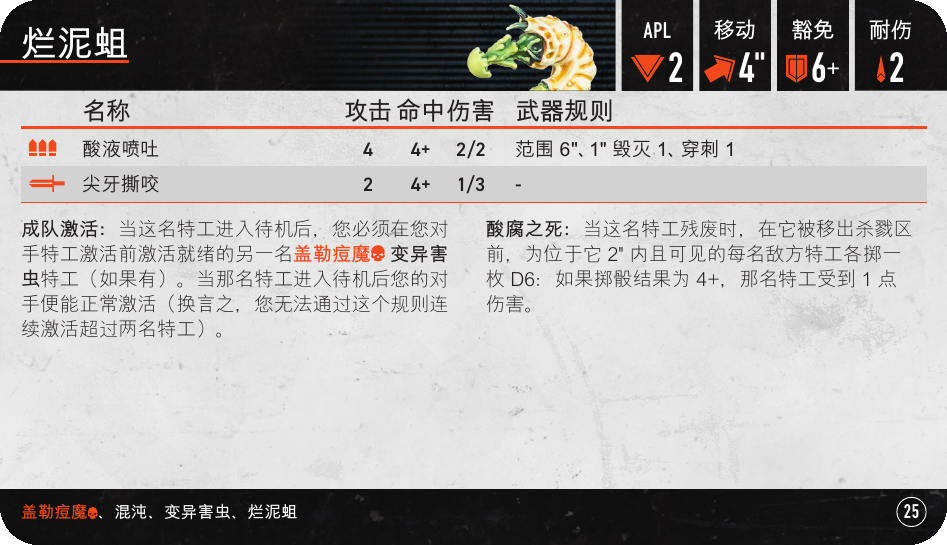 烂泥蛆
APL 移动 豁免 耐伤
2 4" 6+ 2
名称 攻击 命中 伤害 武器规则
酸液喷吐 4 4+ 2/2 范围 6"、1" 毁灭 1、穿刺 1
尖牙撕咬 2 4+ 1/3 -
成队激活：当这名特工进入待机后，您必须在您对
手特工激活前激活就绪的另一名盖勒痘魔 变异害
虫特工（如果有）。当那名特工进入待机后您的对
手便能正常激活（换言之，您无法通过这个规则连
续激活超过两名特工）。
酸腐之死：当这名特工残废时，在它被移出杀戮区
前，为位于它 2" 内且可见的每名敌方特工各掷一
枚 D6：如果掷骰结果为 4+，那名特工受到 1 点
伤害。
盖勒痘魔、混沌、变异害虫、烂泥蛆
25